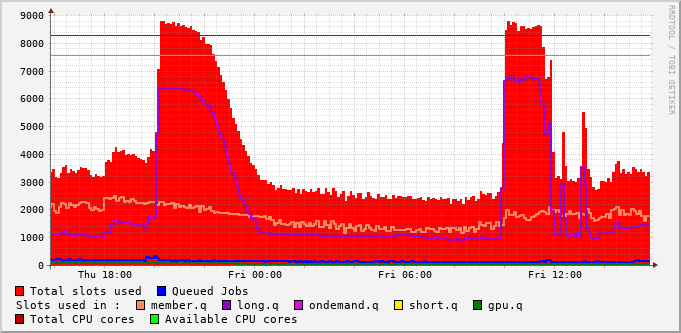 9000
8000
7000
6000
5000
4000
3000
2000
1000
0
Thu 18:00 Fri 00:00 Fri 06:00 Fri 12:00
RRDTOOL / TOBI OETIKER
Total slots used Queued Jobs
Slots used in : member.q long.q ondemand.q short.q gpu.q
Total CPU cores Available CPU cores